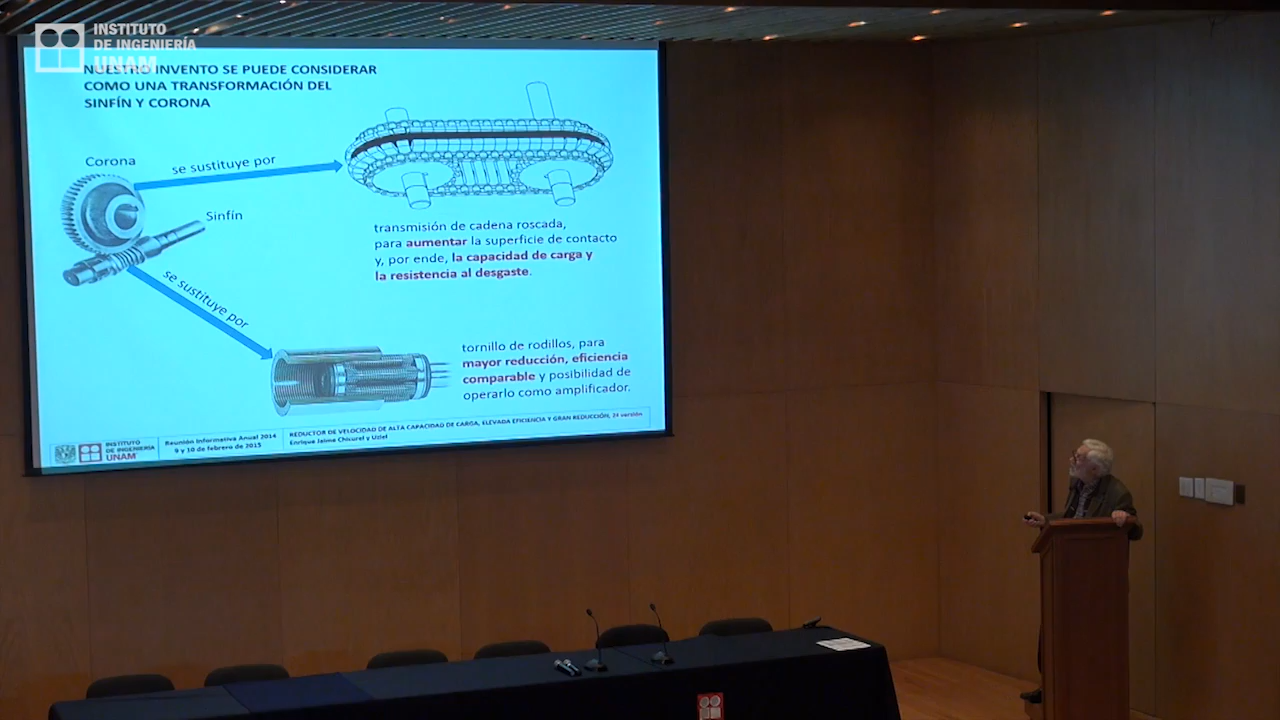 INSTITUTO
DE INGENIERÍA
UNAM
NUESTRO INVENTO SE PUEDE CONSIDERAR
COMO UNA TRANSFORMACIÓN DEL
SINFÍN Y CORONA
Corona
se sustituye por
Sinfín
transmisión de cadena roscada,
para aumentar la superficie de contacto
y, por ende, la capacidad de carga y
la resistencia al desgaste.
se sustituye por
tornillo de rodillos, para
mayor reducción, eficiencia
comparable y posibilidad de
operarlo como amplificador.
INSTITUTO
DE INGENIERÍA
UNAM
Reunión Informativa Anual 2014
9 y 10 de febrero de 2015
REDUCTOR DE VELOCIDAD DE ALTA CAPACIDAD DE CARGA, ELEVADA EFICIENCIA Y GRAN REDUCCIÓN, 2ª versión
Enrique Jaime Chicurel y Uziel